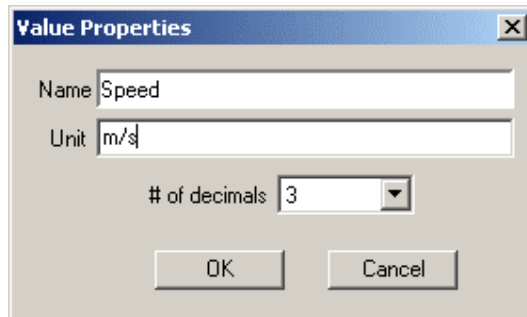 Value Properties
Name Speed
Unit m/s
# of decimals 3
OK Cancel